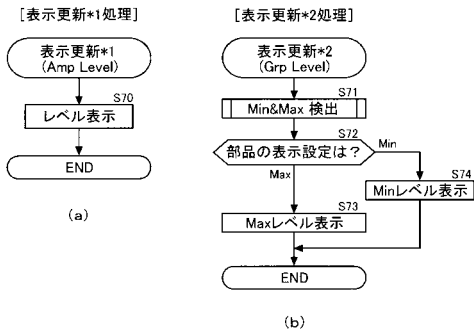 [表示更新*1処理]
表示更新*1
(Amp Level)
S70
レベル表示
END
(a)
[表示更新*2処理]
表示更新*2
(Grp Level)
S71
Min&Max 検出
S72
部品の表示設定は？
Min
Max
S74
Minレベル表示
S73
Maxレベル表示
END
(b)